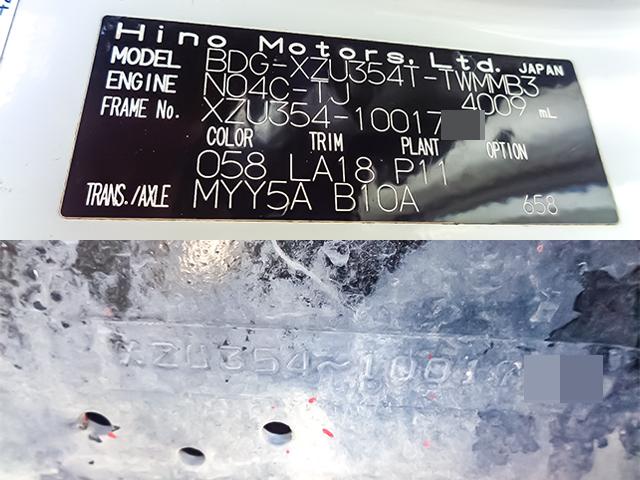 Hino Motors, Ltd. JAPAN
MODEL BDG-XZU354T-TWMMB3
ENGINE N04C-TJ 4009 mL
FRAME No. XZU354-10017
COLOR TRIM PLANT OPTION
058 LA18 P11
TRANS./AXLE MYY5A B10A 658
XZU354~10017